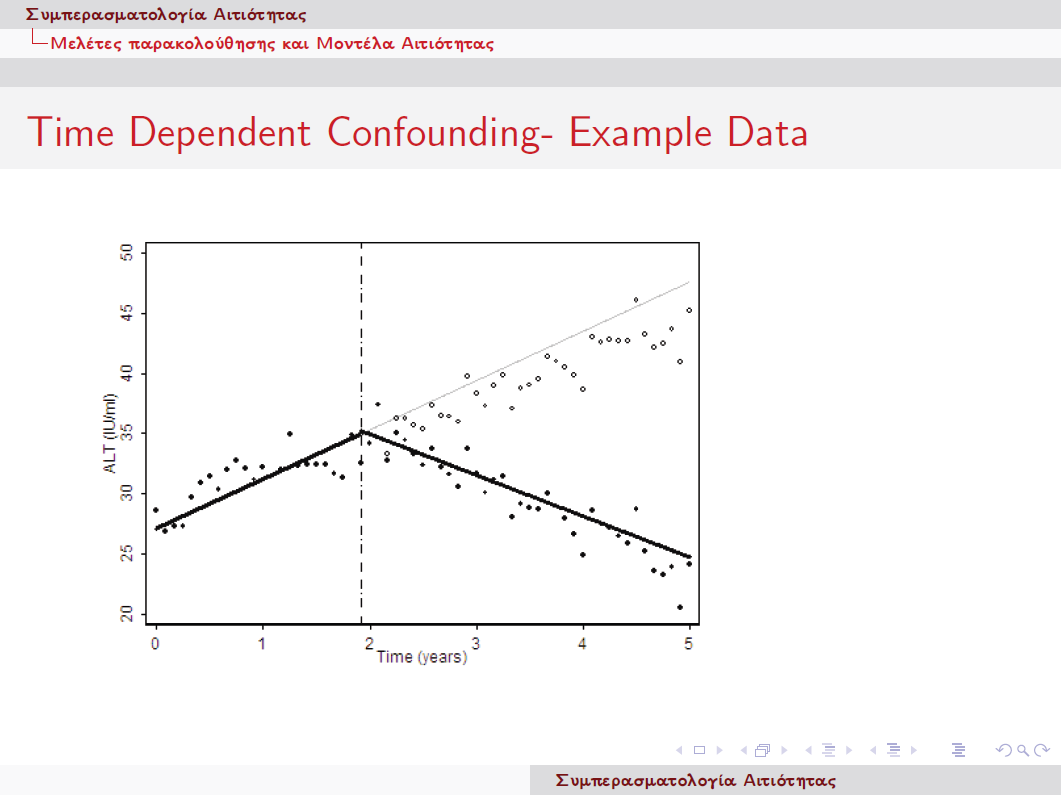 Συμπερασματολογία Αιτιότητας
Μελέτες παρακολούθησης και Μοντέλα Αιτιότητας
Time Dependent Confounding- Example Data
50
45
40
35
30
25
20
ALT (IU/ml)
0 1 2 3 4 5
Time (years)
Συμπερασματολογία Αιτιότητας